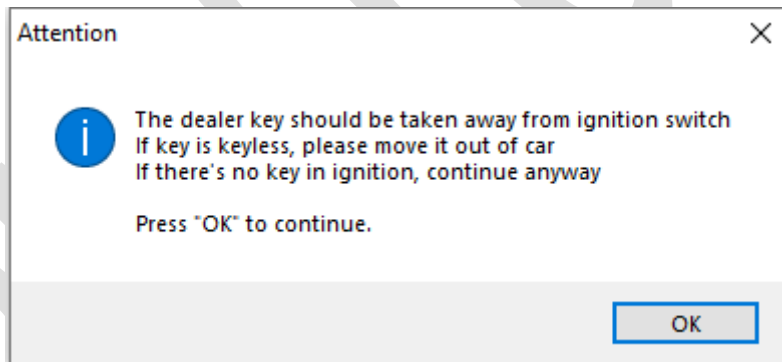 Attention
The dealer key should be taken away from ignition switch
If key is keyless, please move it out of car
If there's no key in ignition, continue anyway
Press "OK" to continue.
OK